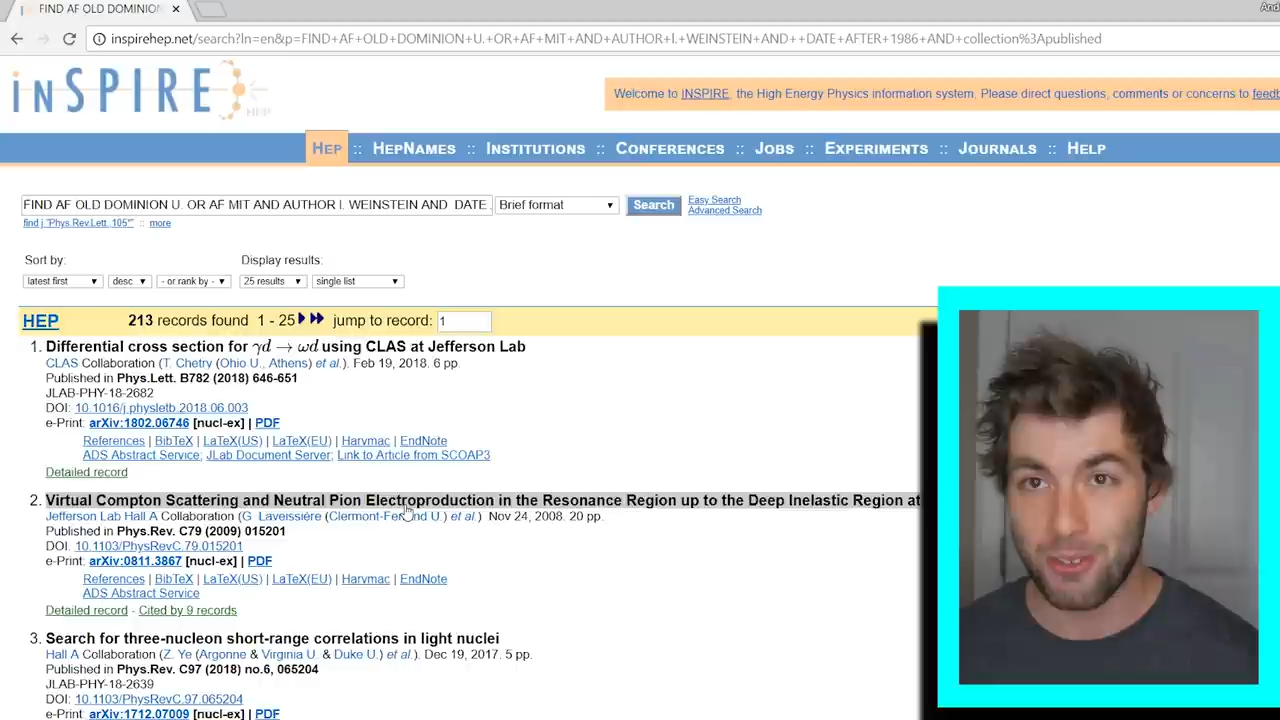 FIND AF OLD DOMINION
And
inspirehep.net/search?ln=en&p=FIND+AF+OLD+DOMINION+U.+OR+AF+MIT+AND+AUTHOR+I.+WEINSTEIN+AND++DATE+AFTER+1986+AND+collection%3Apublished
inSPIRE
HEP
Welcome to INSPIRE, the High Energy Physics information system. Please direct questions, comments or concerns to feedb
HEP :: HEPNAMES :: INSTITUTIONS :: CONFERENCES :: JOBS :: EXPERIMENTS :: JOURNALS :: HELP
FIND AF OLD DOMINION U. OR AF MIT AND AUTHOR I. WEINSTEIN AND DATE
Brief format
Search
Easy Search
Advanced Search
find j "Phys.Rev.Lett.,105*" :: more
Sort by:
Display results:
latest first
desc
- or rank by -
25 results
single list
HEP 213 records found 1 - 25 jump to record: 1
1. Differential cross section for γd → ωd using CLAS at Jefferson Lab
CLAS Collaboration (T. Chetry (Ohio U., Athens) et al.). Feb 19, 2018. 6 pp.
Published in Phys.Lett. B782 (2018) 646-651
JLAB-PHY-18-2682
DOI: 10.1016/j.physletb.2018.06.003
e-Print: arXiv:1802.06746 [nucl-ex] | PDF
References | BibTeX | LaTeX(US) | LaTeX(EU) | Harvmac | EndNote
ADS Abstract Service; JLab Document Server; Link to Article from SCOAP3
Detailed record
2. Virtual Compton Scattering and Neutral Pion Electroproduction in the Resonance Region up to the Deep Inelastic Region at
Jefferson Lab Hall A Collaboration (G. Laveissière (Clermont-Fe nd U.) et al.) Nov 24, 2008. 20 pp.
Published in Phys.Rev. C79 (2009) 015201
DOI: 10.1103/PhysRevC.79.015201
e-Print: arXiv:0811.3867 [nucl-ex] | PDF
References | BibTeX | LaTeX(US) | LaTeX(EU) | Harvmac | EndNote
ADS Abstract Service
Detailed record - Cited by 9 records
3. Search for three-nucleon short-range correlations in light nuclei
Hall A Collaboration (Z. Ye (Argonne & Virginia U. & Duke U.) et al.). Dec 19, 2017. 5 pp.
Published in Phys.Rev. C97 (2018) no.6, 065204
JLAB-PHY-18-2639
DOI: 10.1103/PhysRevC.97.065204
e-Print: arXiv:1712.07009 [nucl-ex] | PDF